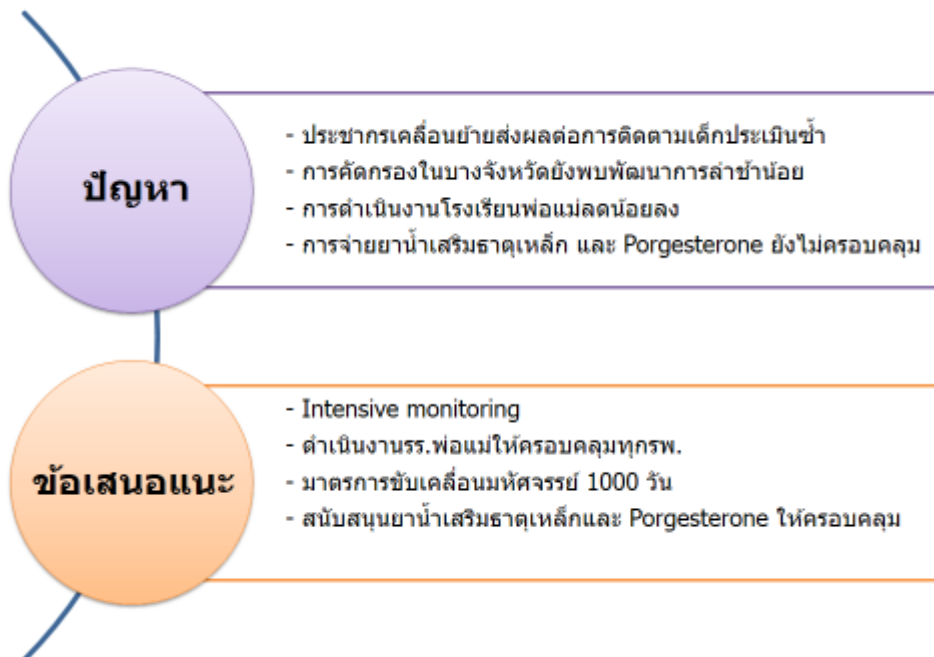 ปัญหา
- ประชากรเคลื่อนย้ายส่งผลต่อการติดตามเด็กประเมินซ้ำ
- การคัดกรองในบางจังหวัดยังพบพัฒนาการล่าช้าน้อย
- การดำเนินงานโรงเรียนพ่อแม่ลดน้อยลง
- การจ่ายยาน้ำเสริมธาตุเหล็ก และ Porgesterone ยังไม่ครอบคลุม
ข้อเสนอแนะ
- Intensive monitoring
- ดำเนินงานรร.พ่อแม่ให้ครอบคลุมทุกรพ.
- มาตรการขับเคลื่อนมหัศจรรย์ 1000 วัน
- สนับสนุนยาน้ำเสริมธาตุเหล็กและ Porgesterone ให้ครอบคลุม